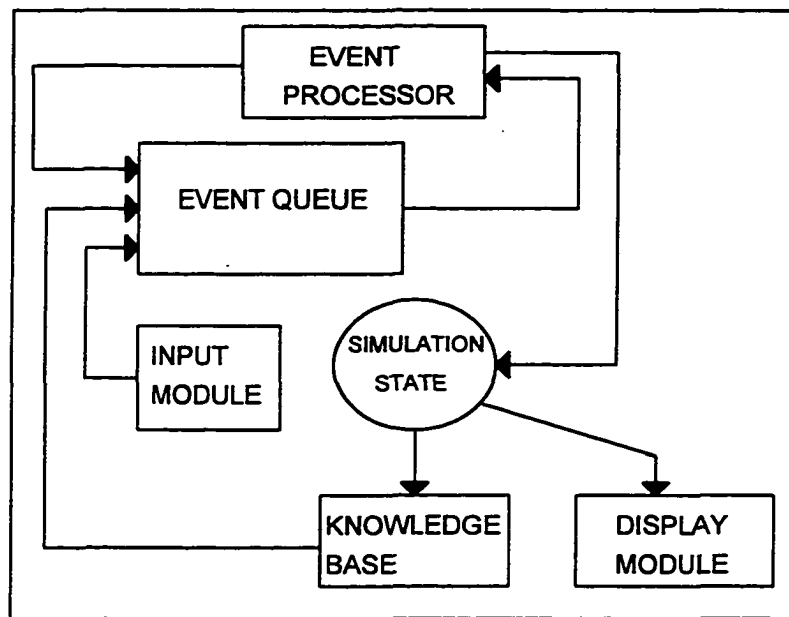 EVENT
PROCESSOR
EVENT QUEUE
INPUT
MODULE
SIMULATION
STATE
KNOWLEDGE
BASE
DISPLAY
MODULE